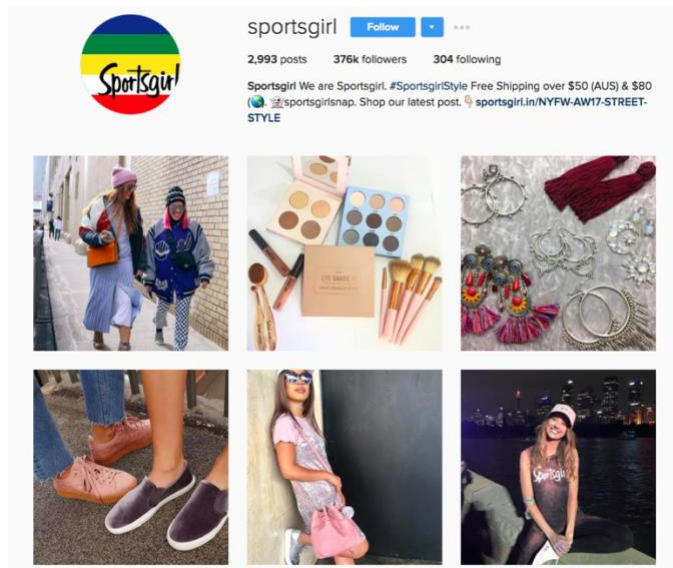 sportsgirl Follow
2,993 posts 376k followers 304 following
Sportsgirl We are Sportsgirl. #SportsgirlStyle Free Shipping over $50 (AUS) & $80
(🌏. 👻sportsgirlsnap. Shop our latest post. 👇🏼 sportsgirl.in/NYFW-AW17-STREET-
STYLE
Sportsgirl
EYE SHADE
Sportsgirl